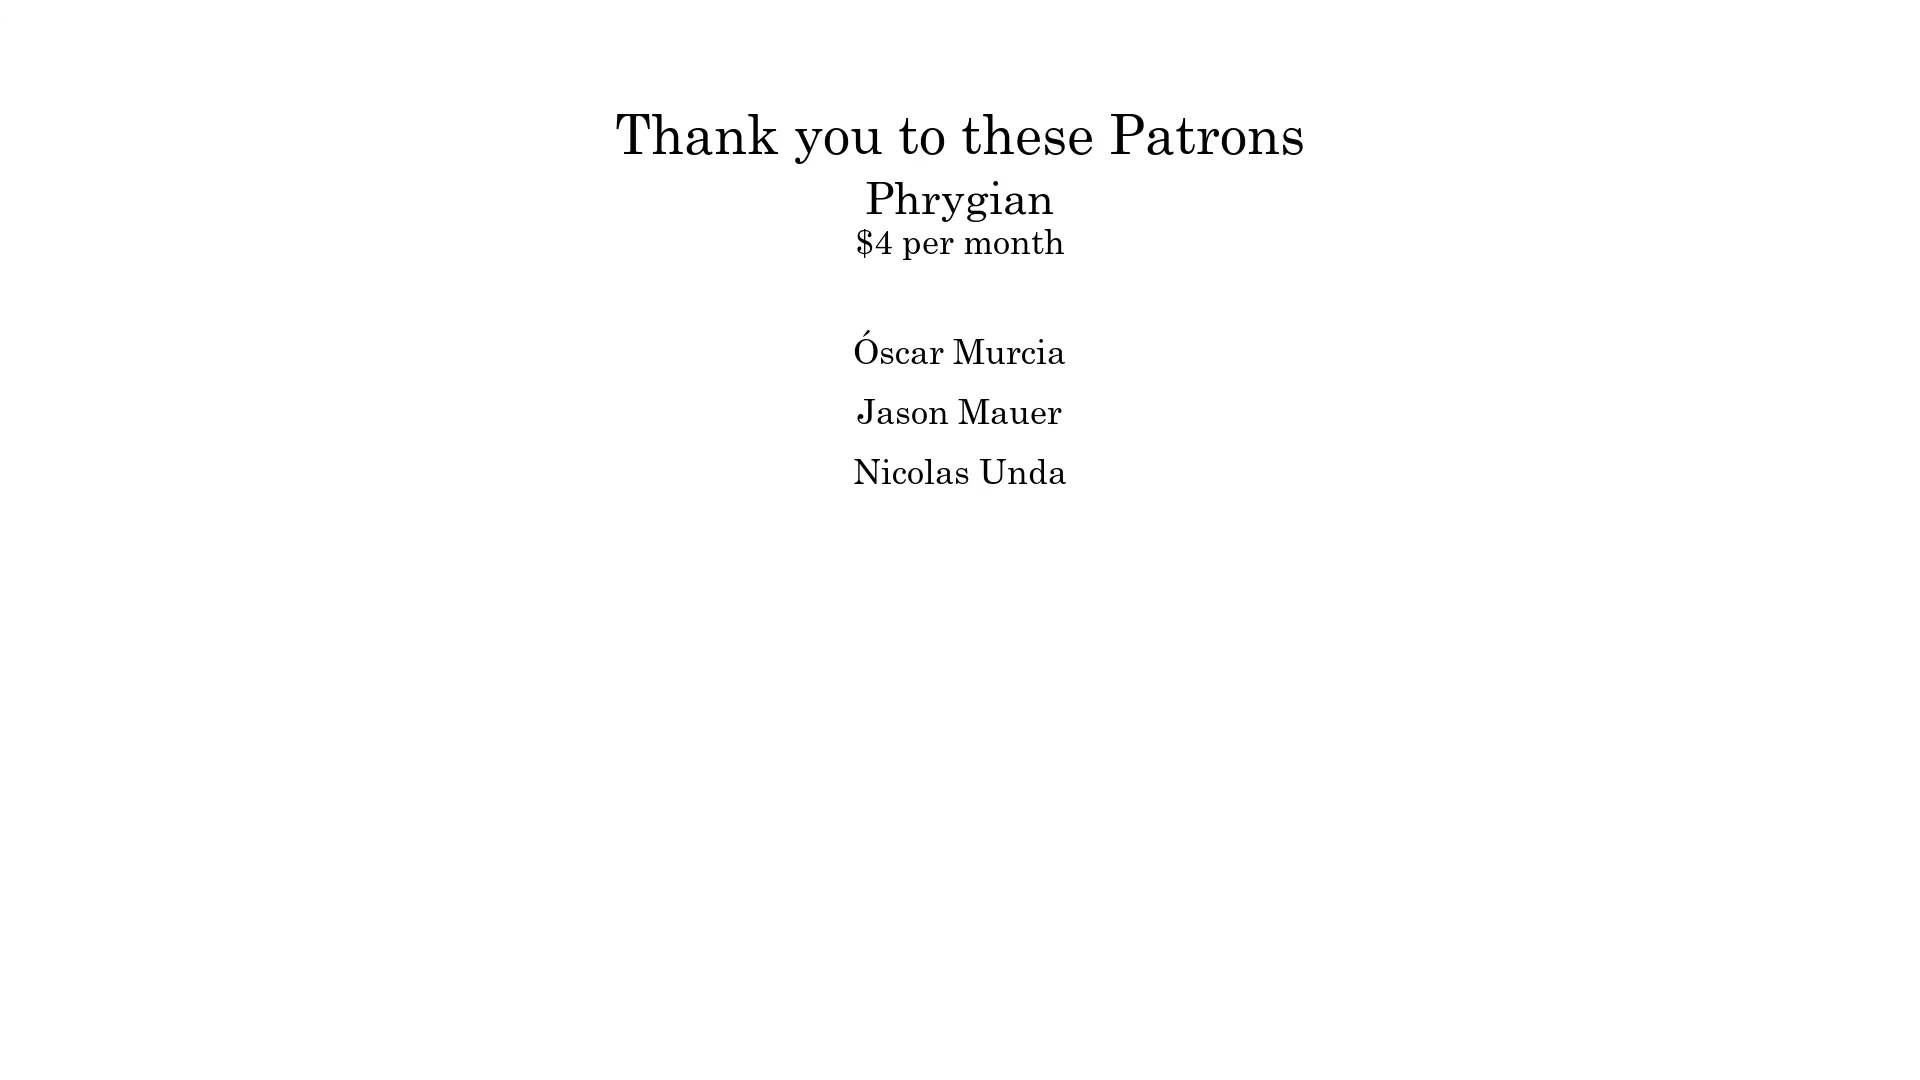 Thank you to these Patrons
Phrygian
$4 per month
Óscar Murcia
Jason Mauer
Nicolas Unda